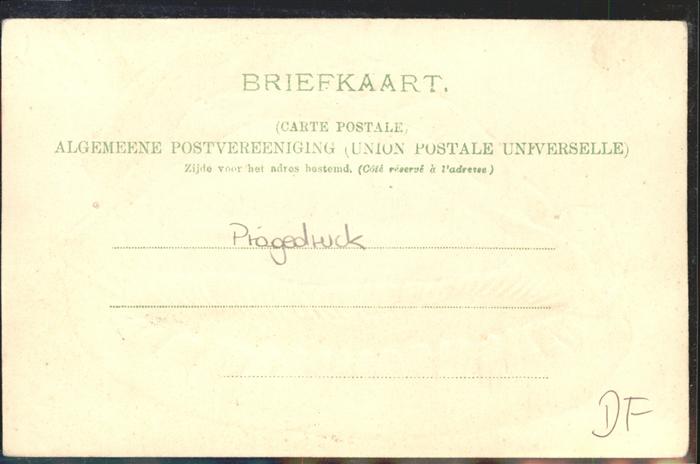 BRIEFKAART.
(CARTE POSTALE)
ALGEMEENE POSTVEREENIGING (UNION POSTALE UNIVERSELLE)
Zijde voor het adres bestemd. (Côté réservé à l'adresse)
Prägedruck
DF